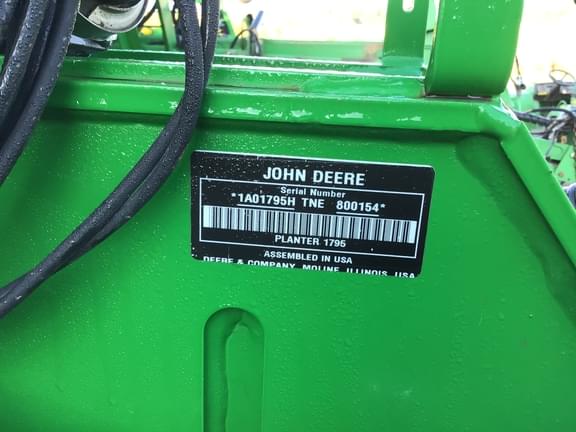 JOHN DEERE
Serial Number
*1A01795H TNE 800154*
PLANTER 1795
ASSEMBLED IN USA
DEERE & COMPANY, MOLINE, ILLINOIS, USA